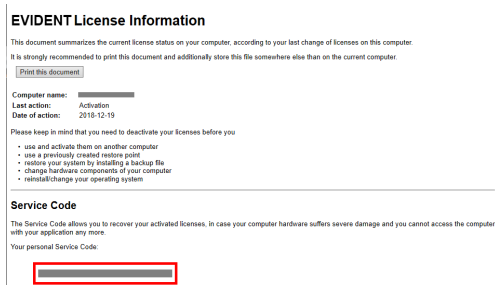 EVIDENT License Information
This document summarizes the current license status on your computer, according to your last change of licenses on this computer.
It is strongly recommended to print this document and additionally store this file somewhere else than on the current computer.
Print this document
Computer name:
Last action: Activation
Date of action: 2018-12-19
Please keep in mind that you need to deactivate your licenses before you
• use and activate them on another computer
• use a previously created restore point
• restore your system by installing a backup file
• change hardware components of your computer
• reinstall/change your operating system
Service Code
The Service Code allows you to recover your activated licenses, in case your computer hardware suffers severe damage and you cannot access the computer
with your application any more.
Your personal Service Code: